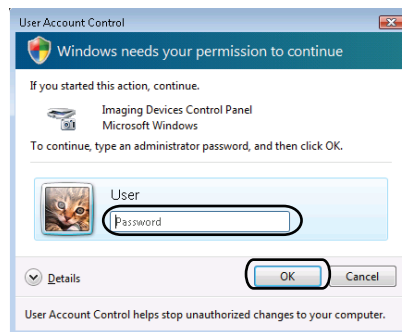 User Account Control
Windows needs your permission to continue
If you started this action, continue.
Imaging Devices Control Panel
Microsoft Windows
To continue, type an administrator password, and then click OK.
User
Password
Details
OK
Cancel
User Account Control helps stop unauthorized changes to your computer.